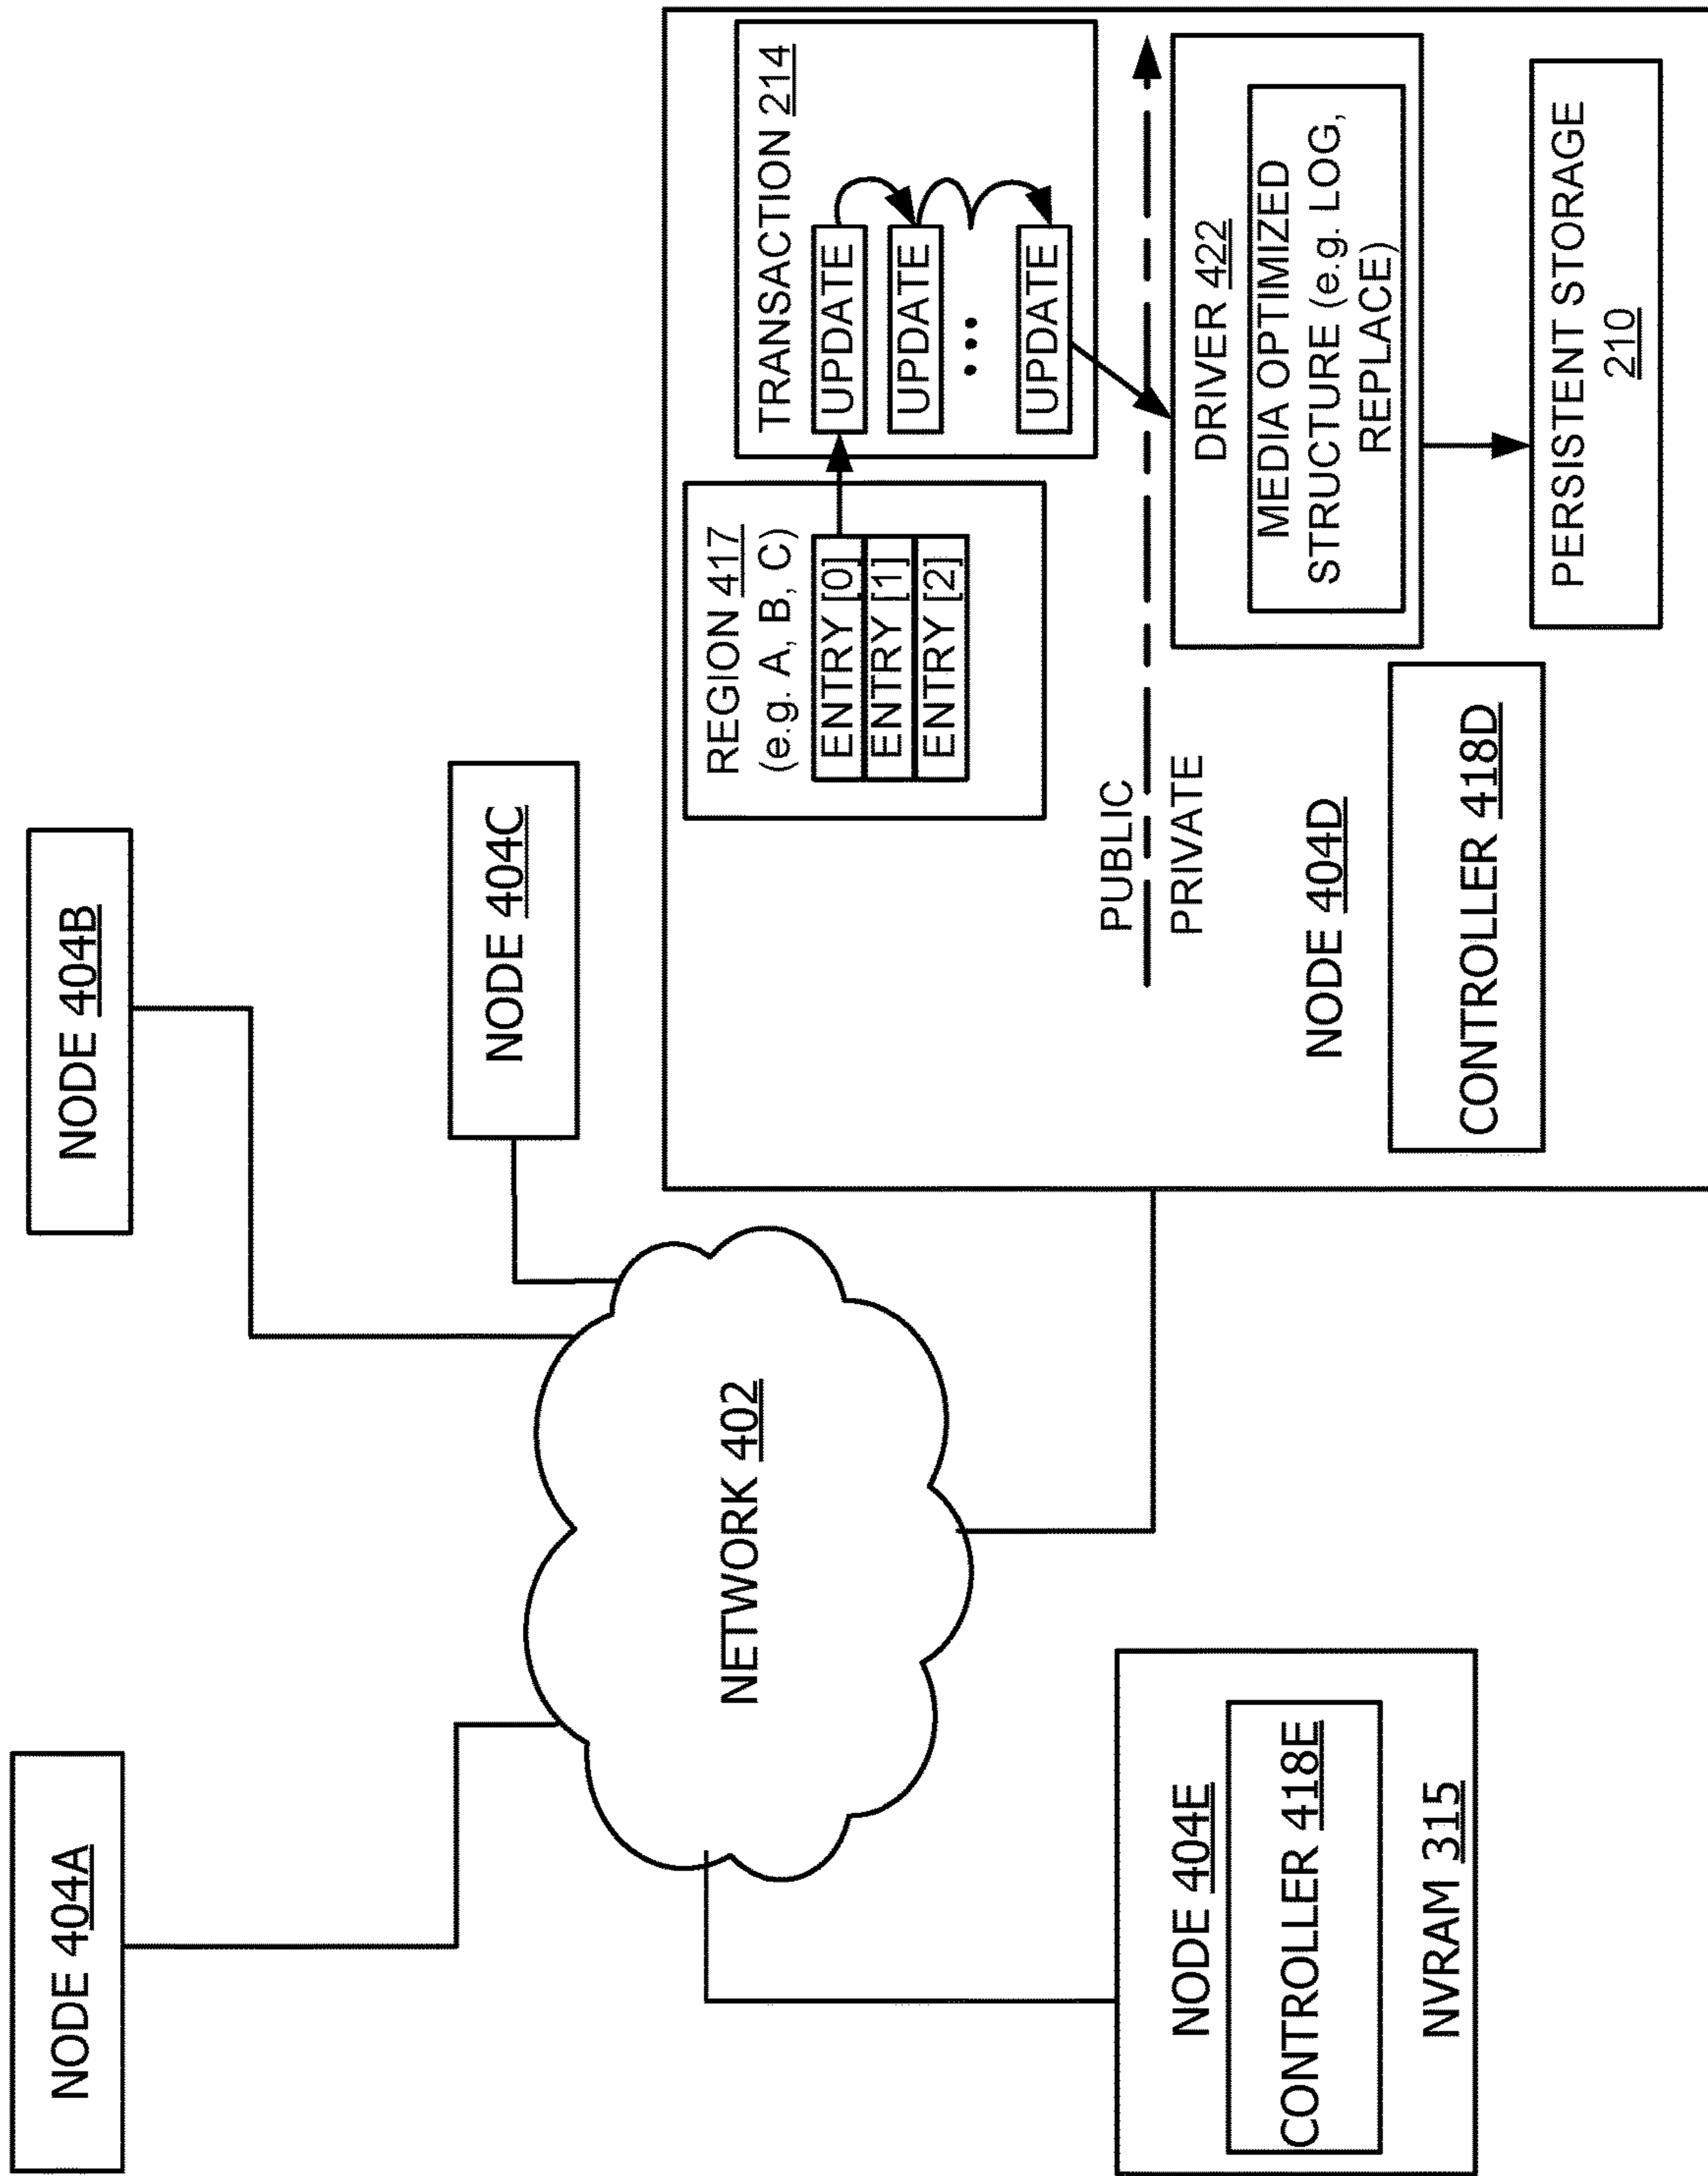 NODE 404A
NODE 404B
NODE 404C
NETWORK 402
NODE 404E
CONTROLLER 418E
NVRAM 315
REGION 417
(e.g. A, B, C)
ENTRY [0]
ENTRY [1]
ENTRY [2]
TRANSACTION 214
UPDATE
UPDATE
...
UPDATE
PUBLIC
PRIVATE
NODE 404D
CONTROLLER 418D
DRIVER 422
MEDIA OPTIMIZED
STRUCTURE (e.g. LOG,
REPLACE)
PERSISTENT STORAGE
210